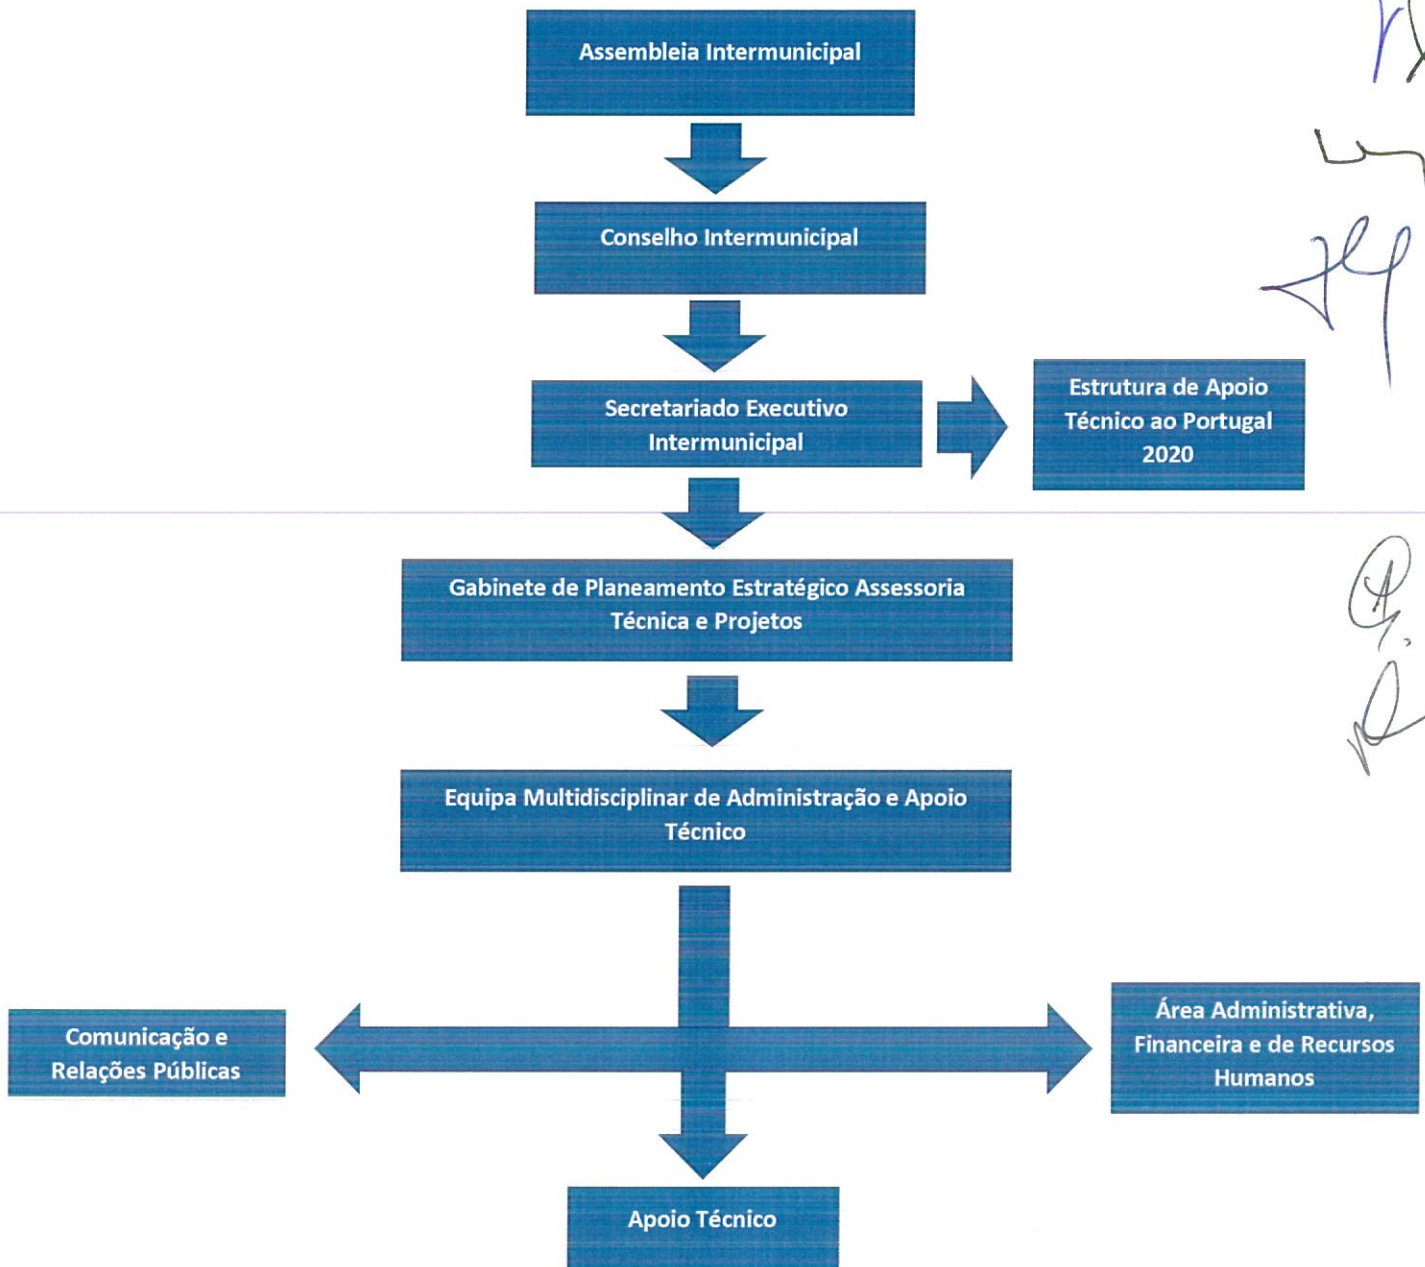 Assembleia Intermunicipal
Conselho Intermunicipal
Secretariado Executivo
Intermunicipal
Estrutura de Apoio
Técnico ao Portugal
2020
Gabinete de Planeamento Estratégico Assessoria
Técnica e Projetos
Equipa Multidisciplinar de Administração e Apoio
Técnico
Comunicação e
Relações Públicas
Área Administrativa,
Financeira e de Recursos
Humanos
Apoio Técnico